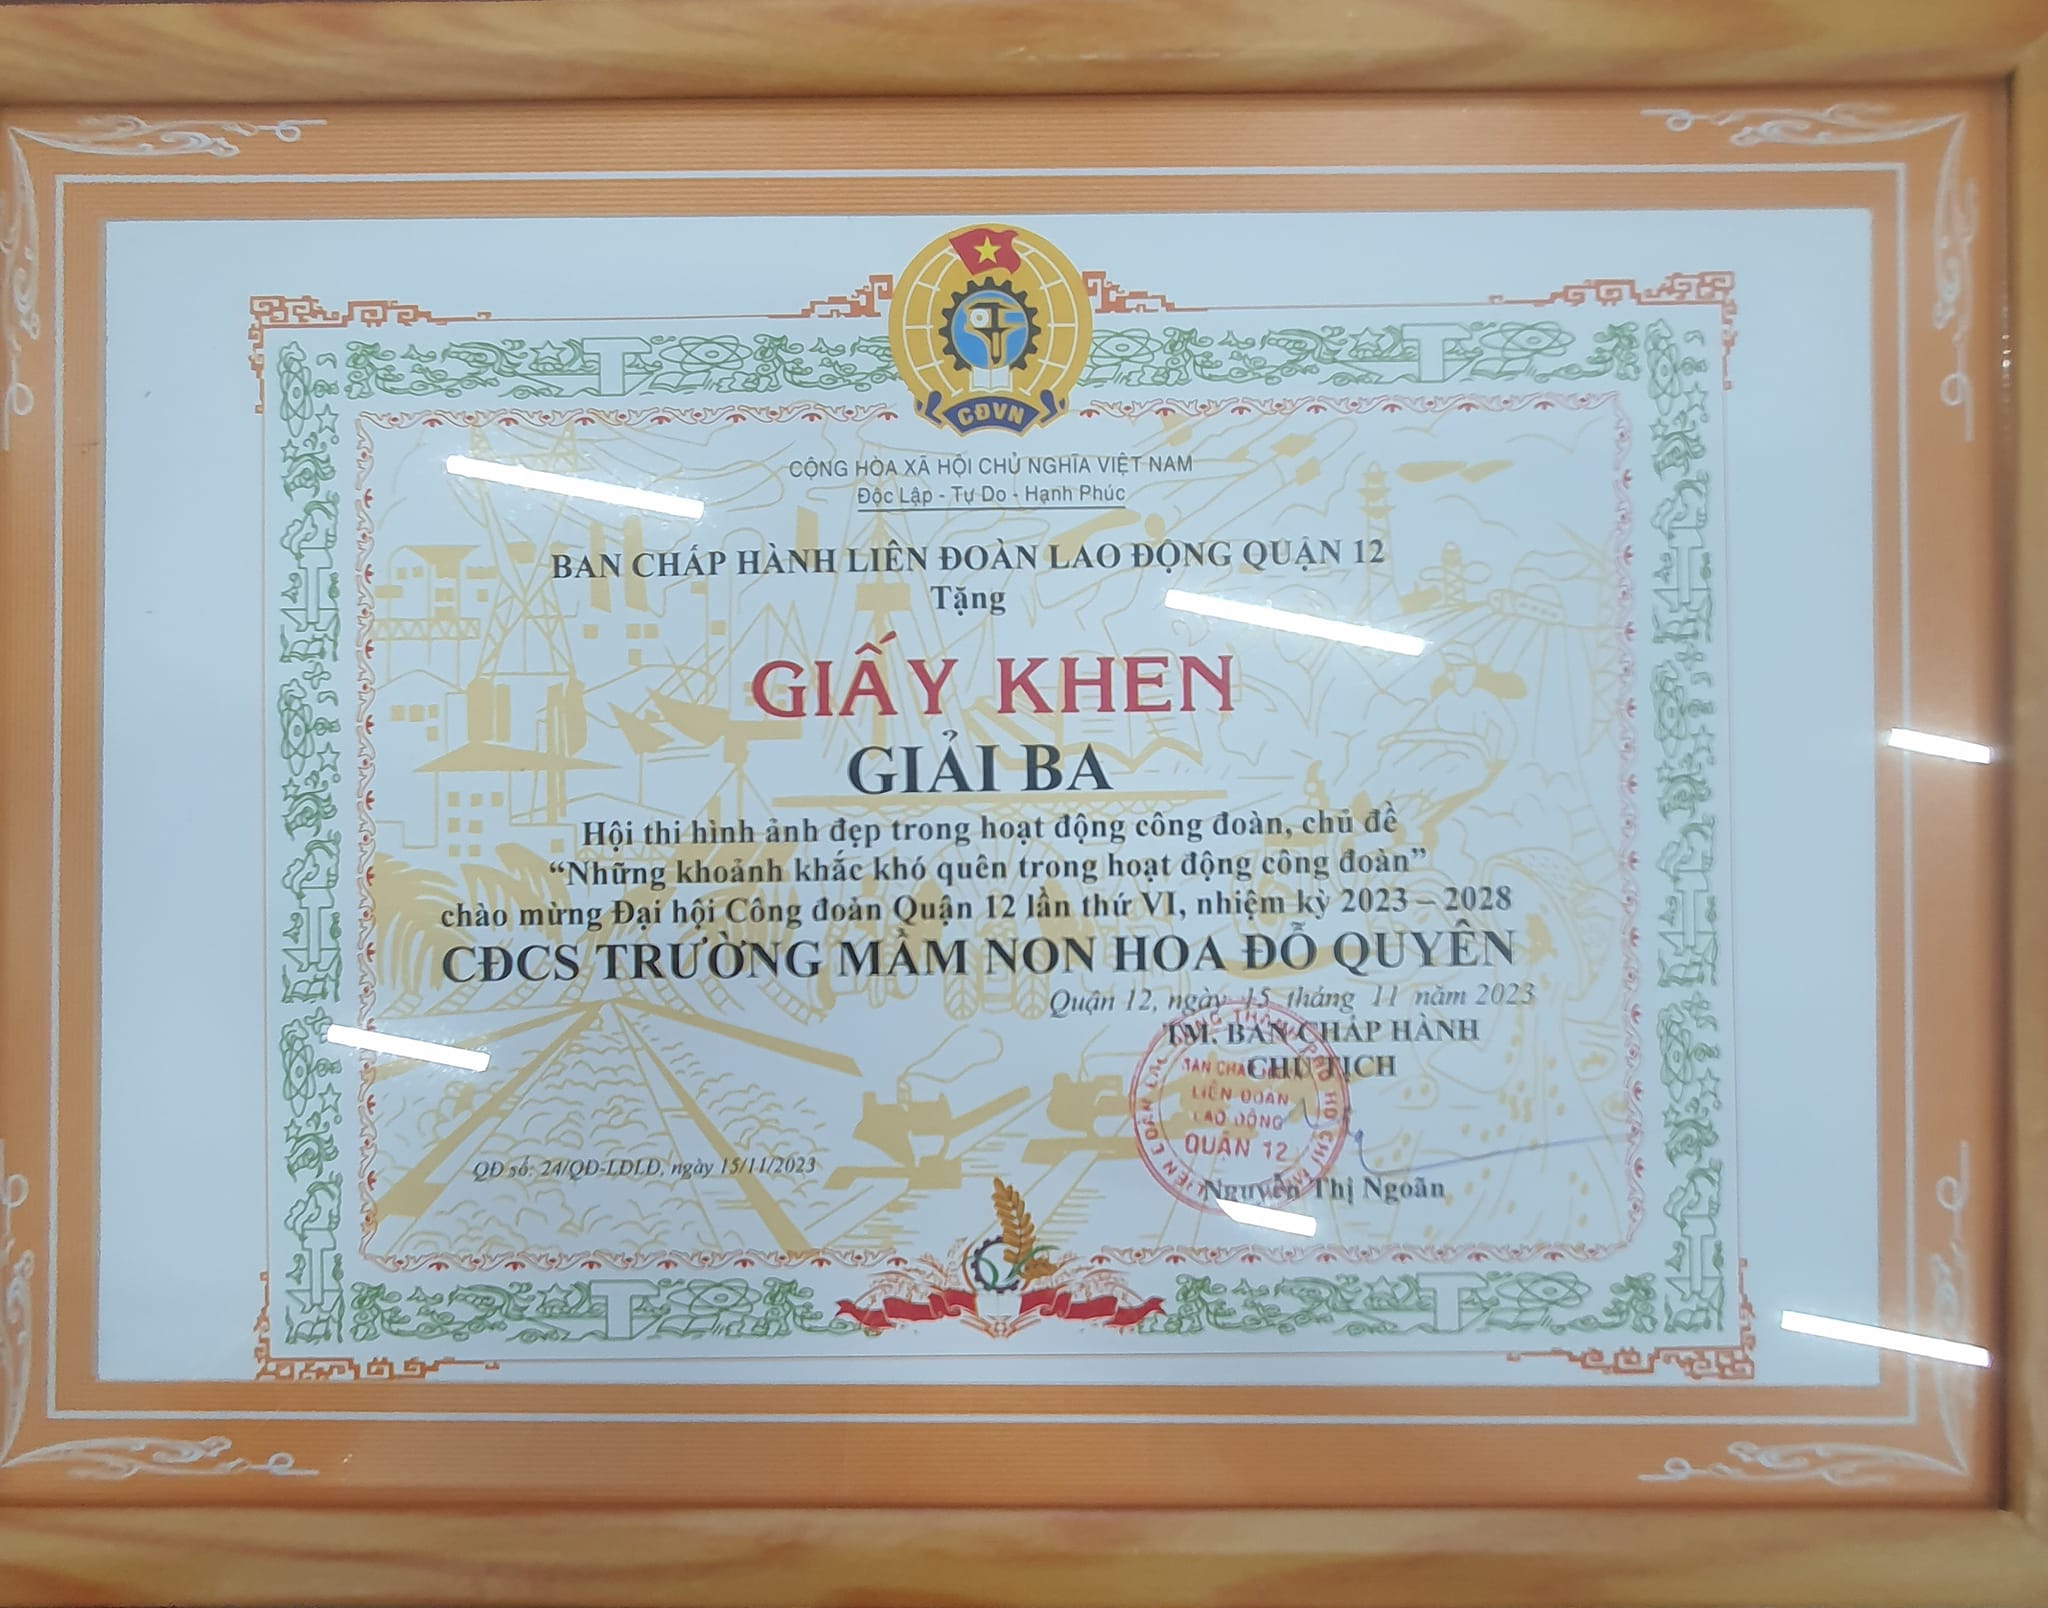 CĐVN
CỘNG HÒA XÃ HỘI CHỦ NGHĨA VIỆT NAM
Độc Lập - Tự Do - Hạnh Phúc
BAN CHẤP HÀNH LIÊN ĐOÀN LAO ĐỘNG QUẬN 12
Tặng
GIẤY KHEN
GIẢI BA
Hội thi hình ảnh đẹp trong hoạt động công đoàn, chủ đề
“Những khoảnh khắc khó quên trong hoạt động công đoàn”
chào mừng Đại hội Công đoàn Quận 12 lần thứ VI, nhiệm kỳ 2023 – 2028
CĐCS TRƯỜNG MẦM NON HOA ĐỖ QUYÊN
Quận 12, ngày 15 tháng 11 năm 2023
TM. BAN CHẤP HÀNH
CHỦ TỊCH
LIÊN ĐOÀN
LAO ĐỘNG
QUẬN 12
QĐ số: 24/QĐ-LĐLĐ, ngày 15/11/2023
Nguyễn Thị Ngoãn